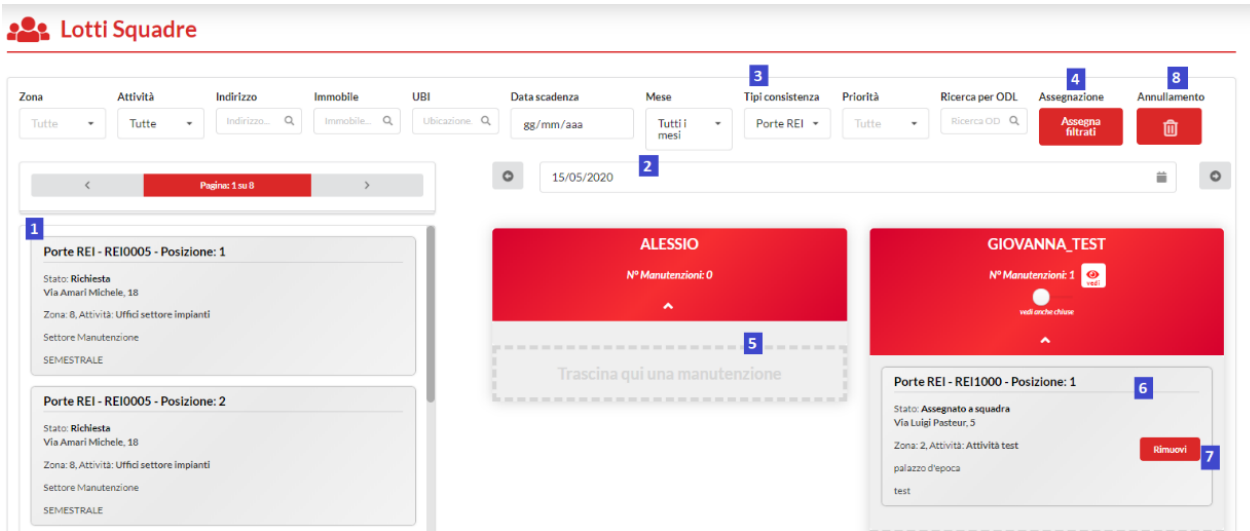 Lotti Squadre
3
4
8
Zona
Attività
Indirizzo
Immobile
UBI
Data scadenza
Mese
Tipi consistenza
Priorità
Ricerca per ODL
Assegnazione
Annullamento
Tutte
Tutte
Indirizzo...
Immobile...
Ubicazione
gg/mm/aaa
Tutti i
mesi
Porte REI
Tutte
Ricerca OD
Assegna
filtrati
Pagina: 1 su 8
2
15/05/2020
1
Porte REI - REI0005 - Posizione: 1
Stato: Richiesta
Via Amari Michele, 18
Zona: 8, Attività: Uffici settore impianti
Settore Manutenzione
SEMESTRALE
Porte REI - REI0005 - Posizione: 2
Stato: Richiesta
Via Amari Michele, 18
Zona: 8, Attività: Uffici settore impianti
Settore Manutenzione
SEMESTRALE
ALESSIO
N° Manutenzioni: 0
5
Trascina qui una manutenzione
GIOVANNA_TEST
N° Manutenzioni: 1
vedi
vedi anche chiuse
Porte REI - REI1000 - Posizione: 1
6
Stato: Assegnato a squadra
Via Luigi Pasteur, 5
Zona: 2, Attività: Attività test
Rimuovi
7
palazzo d'epoca
test